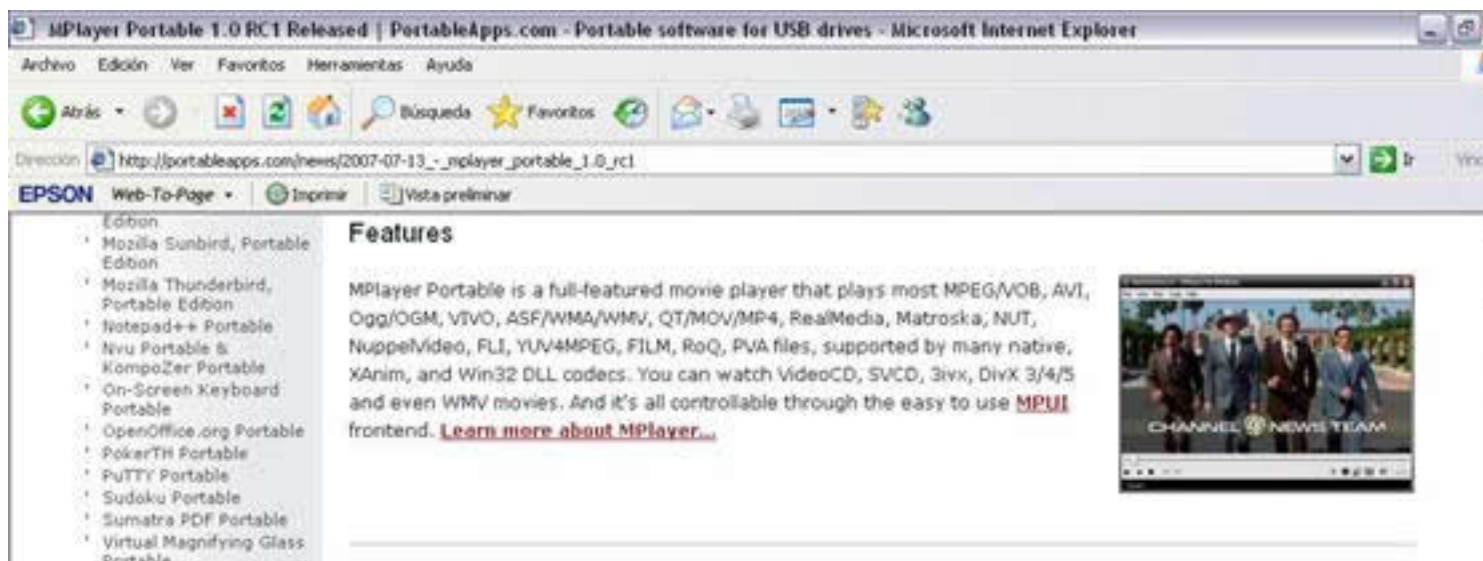 MPlayer Portable 1.0 RC1 Released | PortableApps.com - Portable software for USB drives - Microsoft Internet Explorer
Archivo Edición Ver Favoritos Herramientas Ayuda
Atrás Búsqueda Favoritos
Dirección http://portableapps.com/news/2007-07-13_-_mplayer_portable_1.0_rc1 Ir
EPSON Web-To-Page Imprimir Vista preliminar
Edition
Mozilla Sunbird, Portable
Edition
Mozilla Thunderbird,
Portable Edition
Notepad++ Portable
Nvu Portable &
KompoZer Portable
On-Screen Keyboard
Portable
OpenOffice.org Portable
PokerTH Portable
PuTTY Portable
Sudoku Portable
Sumatra PDF Portable
Virtual Magnifying Glass
Portable
Features
MPlayer Portable is a full-featured movie player that plays most MPEG/VOB, AVI,
Ogg/OGM, VIVO, ASF/WMA/WMV, QT/MOV/MP4, RealMedia, Matroska, NUT,
NuppelVideo, FLI, YUV4MPEG, FILM, RoQ, PVA files, supported by many native,
XAnim, and Win32 DLL codecs. You can watch VideoCD, SVCD, 3ivx, DivX 3/4/5
and even WMV movies. And it's all controllable through the easy to use MPUI
frontend. Learn more about MPlayer...
CHANNEL 4 NEWS TEAM